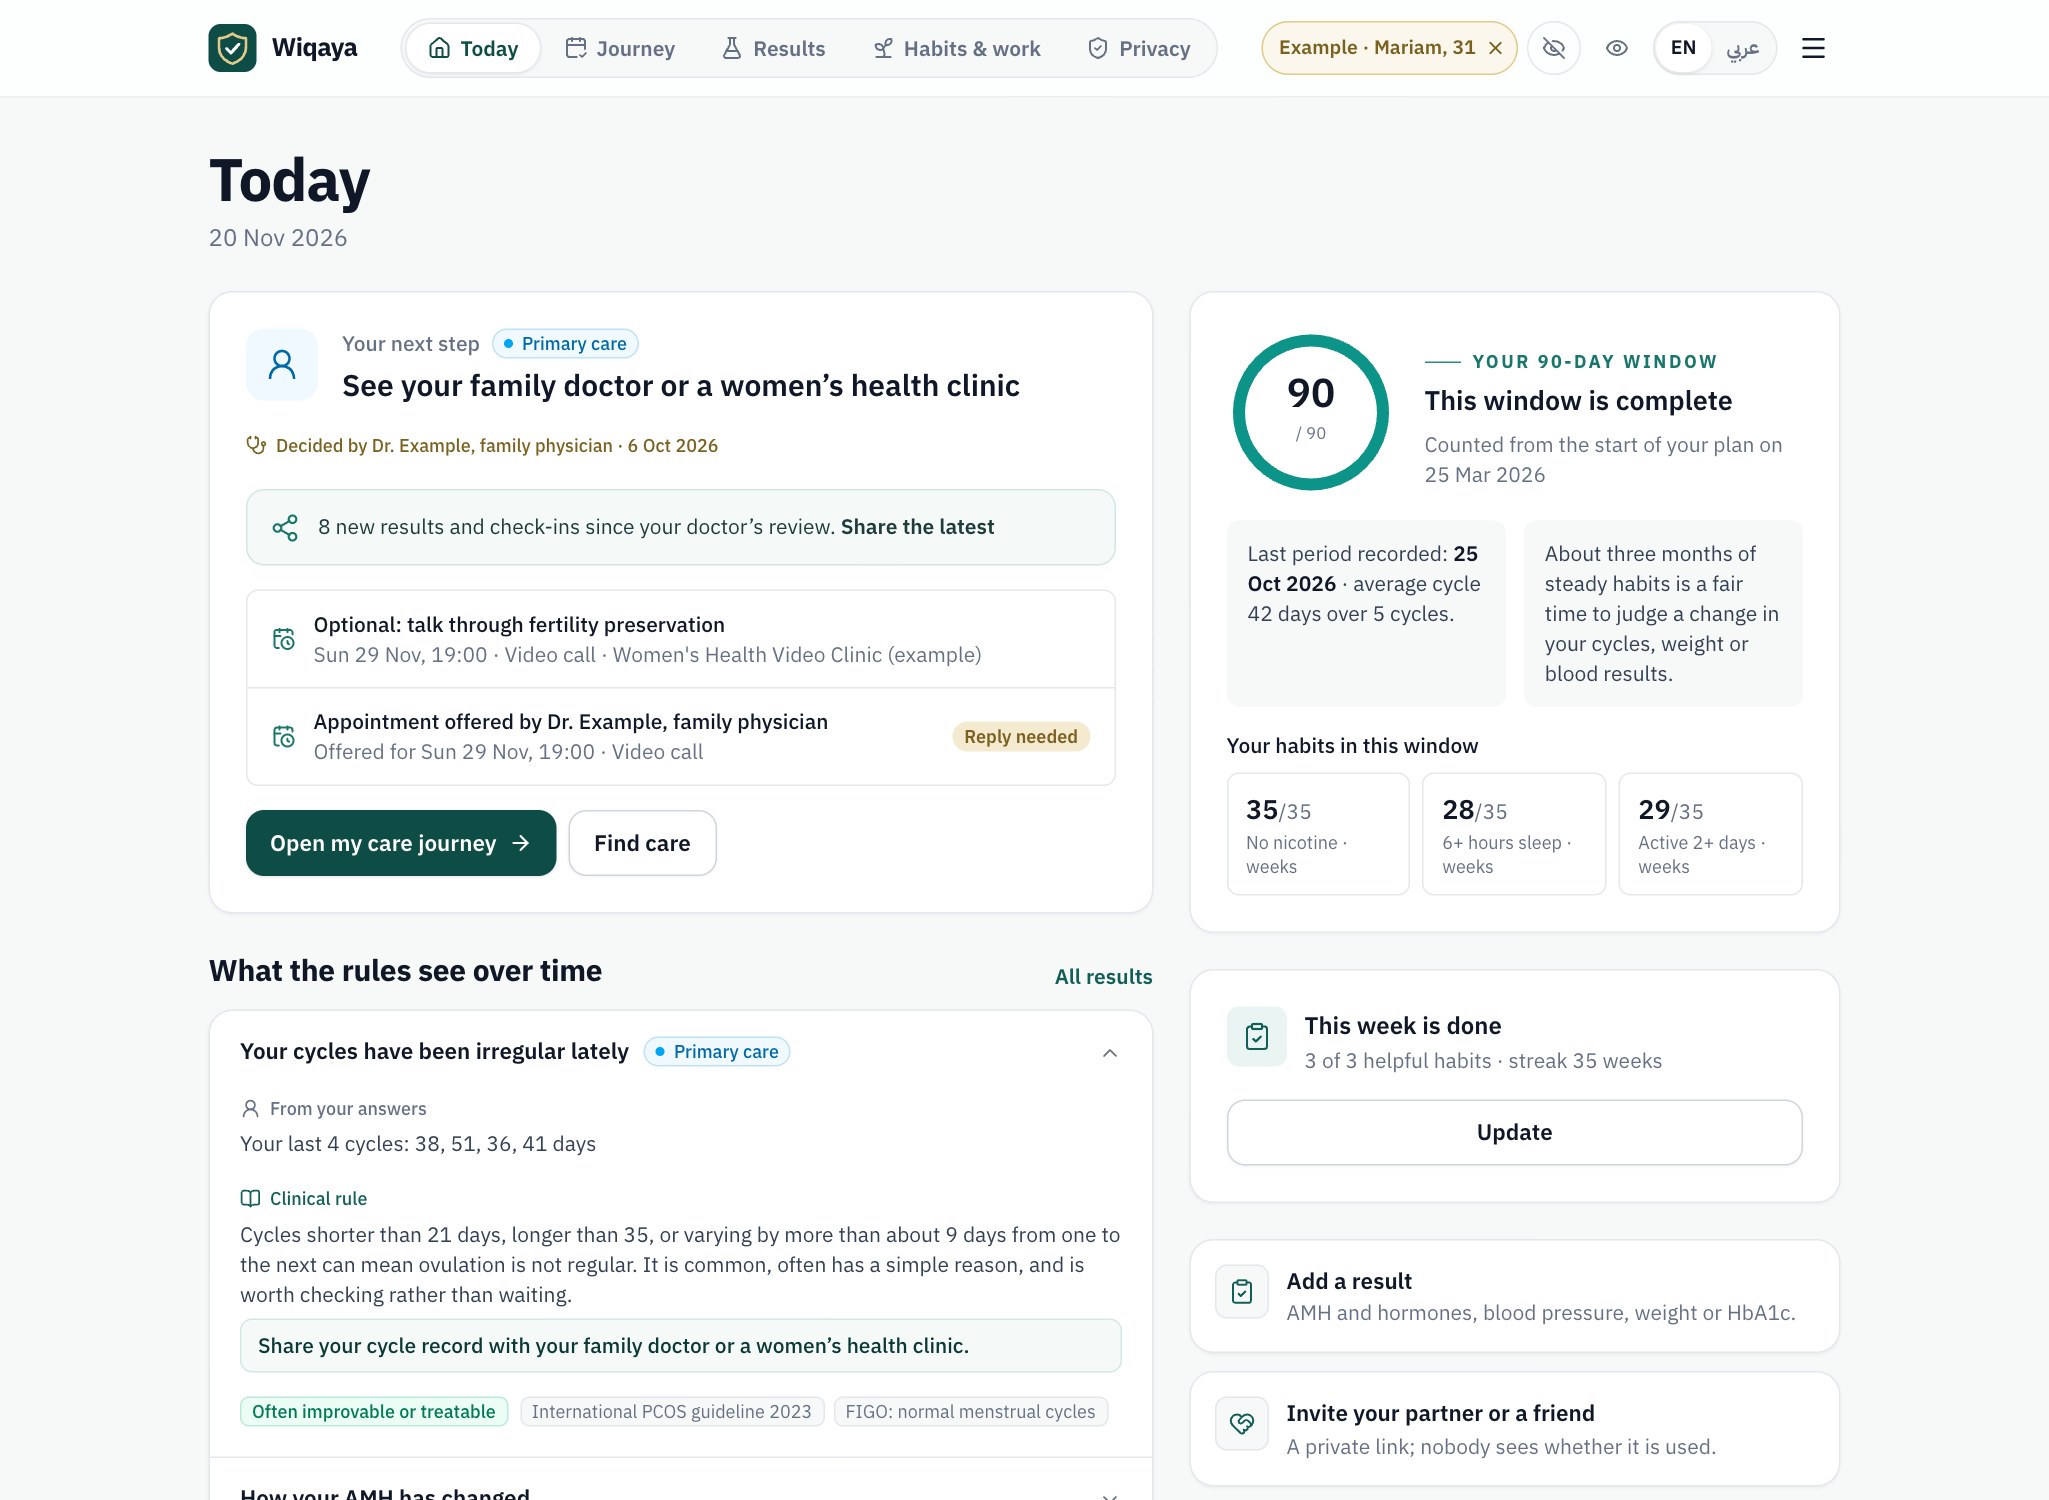 Wiqaya
Today
Journey
Results
Habits & work
Privacy
Example · Mariam, 31
EN
عربي
Today
20 Nov 2026
Your next step
Primary care
See your family doctor or a women’s health clinic
Decided by Dr. Example, family physician · 6 Oct 2026
8 new results and check-ins since your doctor’s review. Share the latest
Optional: talk through fertility preservation
Sun 29 Nov, 19:00 · Video call · Women's Health Video Clinic (example)
Appointment offered by Dr. Example, family physician
Offered for Sun 29 Nov, 19:00 · Video call
Reply needed
Open my care journey
Find care
What the rules see over time
All results
Your cycles have been irregular lately
Primary care
From your answers
Your last 4 cycles: 38, 51, 36, 41 days
Clinical rule
Cycles shorter than 21 days, longer than 35, or varying by more than about 9 days from one to
the next can mean ovulation is not regular. It is common, often has a simple reason, and is
worth checking rather than waiting.
Share your cycle record with your family doctor or a women’s health clinic.
Often improvable or treatable
International PCOS guideline 2023
FIGO: normal menstrual cycles
How your AMH has changed
90
/ 90
YOUR 90-DAY WINDOW
This window is complete
Counted from the start of your plan on
25 Mar 2026
Last period recorded: 25
Oct 2026 · average cycle
42 days over 5 cycles.
About three months of
steady habits is a fair
time to judge a change in
your cycles, weight or
blood results.
Your habits in this window
35/35
No nicotine ·
weeks
28/35
6+ hours sleep ·
weeks
29/35
Active 2+ days ·
weeks
This week is done
3 of 3 helpful habits · streak 35 weeks
Update
Add a result
AMH and hormones, blood pressure, weight or HbA1c.
Invite your partner or a friend
A private link; nobody sees whether it is used.